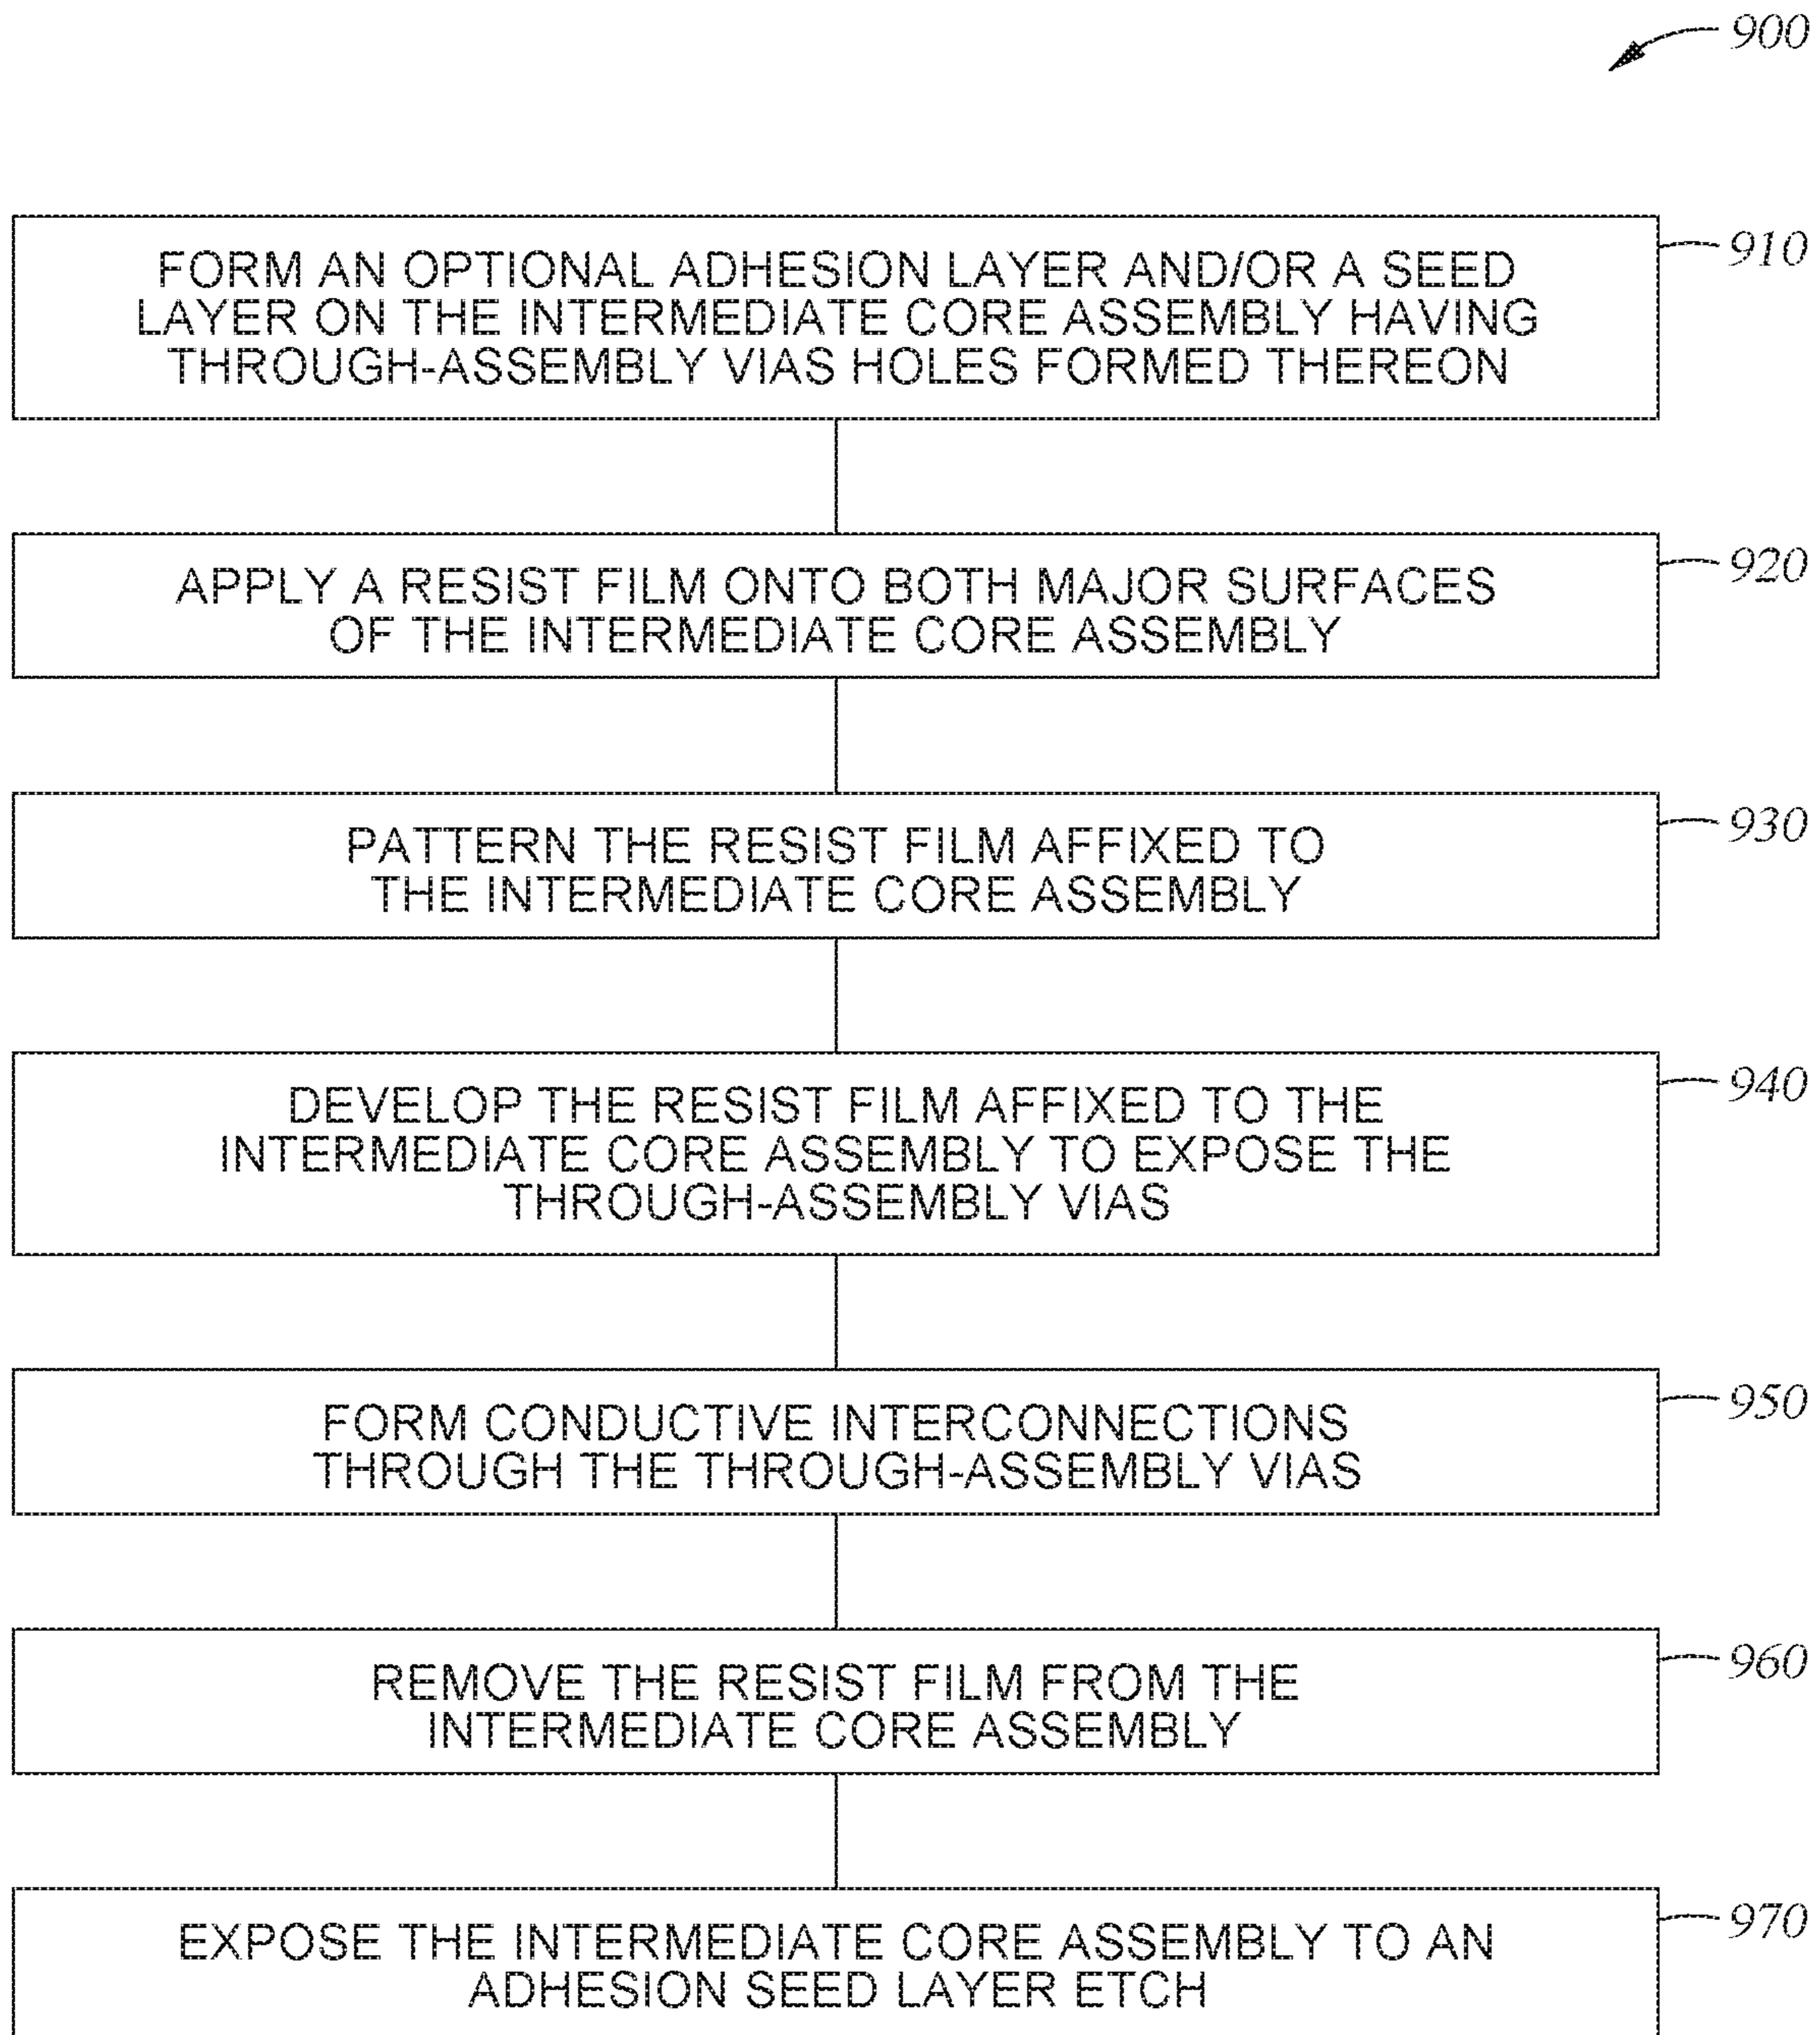 900
FORM AN OPTIONAL ADHESION LAYER AND/OR A SEED
LAYER ON THE INTERMEDIATE CORE ASSEMBLY HAVING
THROUGH-ASSEMBLY VIAS HOLES FORMED THEREON
910
APPLY A RESIST FILM ONTO BOTH MAJOR SURFACES
OF THE INTERMEDIATE CORE ASSEMBLY
920
PATTERN THE RESIST FILM AFFIXED TO
THE INTERMEDIATE CORE ASSEMBLY
930
DEVELOP THE RESIST FILM AFFIXED TO THE
INTERMEDIATE CORE ASSEMBLY TO EXPOSE THE
THROUGH-ASSEMBLY VIAS
940
FORM CONDUCTIVE INTERCONNECTIONS
THROUGH THE THROUGH-ASSEMBLY VIAS
950
REMOVE THE RESIST FILM FROM THE
INTERMEDIATE CORE ASSEMBLY
960
EXPOSE THE INTERMEDIATE CORE ASSEMBLY TO AN
ADHESION SEED LAYER ETCH
970